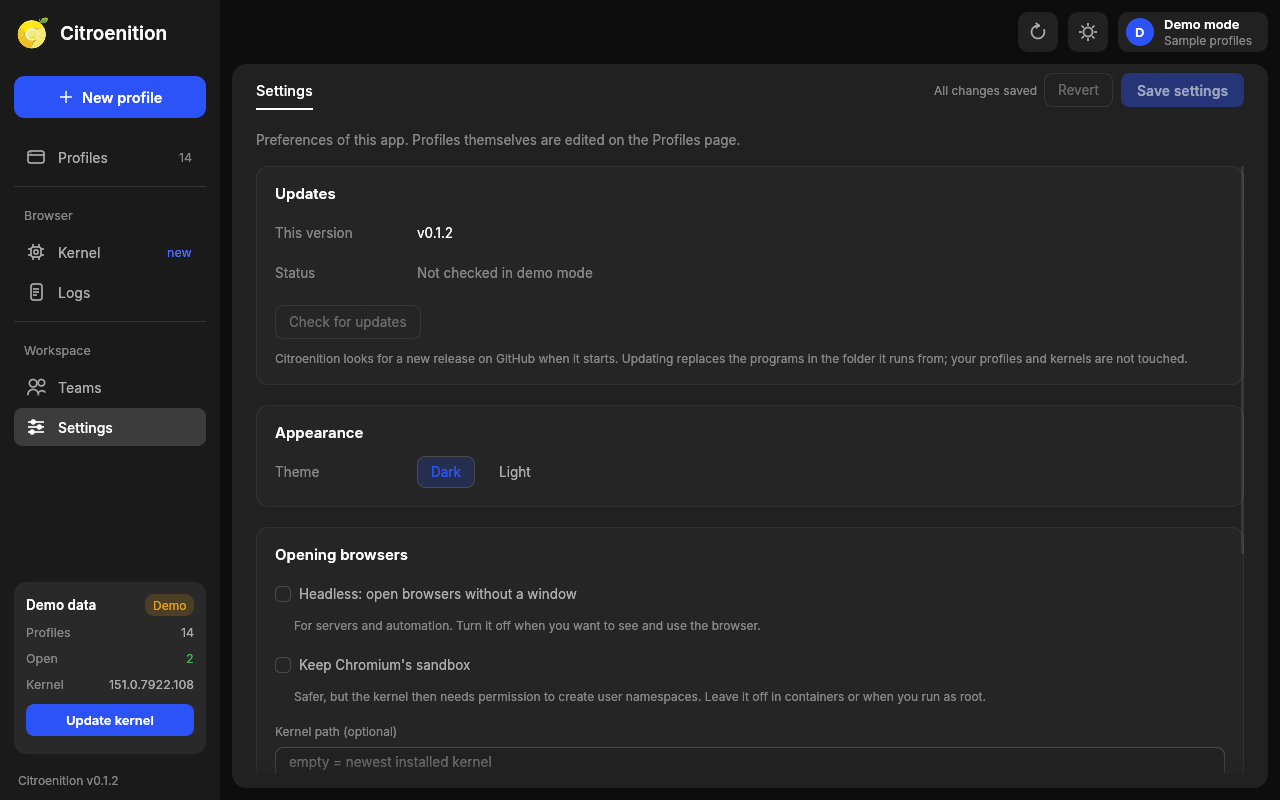 Citroenition
New profile
Profiles 14
Browser
Kernel new
Logs
Workspace
Teams
Settings
Demo data Demo
Profiles 14
Open 2
Kernel 151.0.7922.108
Update kernel
Citroenition v0.1.2
D
Demo mode
Sample profiles
Settings
All changes saved
Revert
Save settings
Preferences of this app. Profiles themselves are edited on the Profiles page.
Updates
This version v0.1.2
Status Not checked in demo mode
Check for updates
Citroenition looks for a new release on GitHub when it starts. Updating replaces the programs in the folder it runs from; your profiles and kernels are not touched.
Appearance
Theme Dark Light
Opening browsers
Headless: open browsers without a window
For servers and automation. Turn it off when you want to see and use the browser.
Keep Chromium's sandbox
Safer, but the kernel then needs permission to create user namespaces. Leave it off in containers or when you run as root.
Kernel path (optional)
empty = newest installed kernel